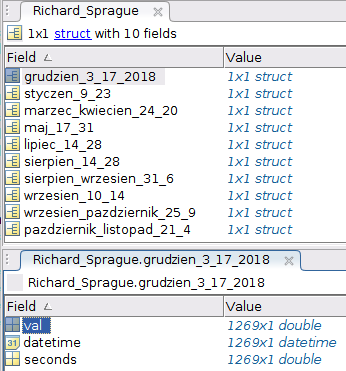 Richard_Sprague
1x1 struct with 10 fields
Field Value
grudzien_3_17_2018 1x1 struct
styczen_9_23 1x1 struct
marzec_kwiecien_24_20 1x1 struct
maj_17_31 1x1 struct
lipiec_14_28 1x1 struct
sierpien_14_28 1x1 struct
sierpien_wrzesien_31_6 1x1 struct
wrzesien_10_14 1x1 struct
wrzesien_pazdziernik_25_9 1x1 struct
pazdziernik_listopad_21_4 1x1 struct
Richard_Sprague.grudzien_3_17_2018
Richard_Sprague.grudzien_3_17_2018
Field Value
val 1269x1 double
datetime 1269x1 datetime
seconds 1269x1 double